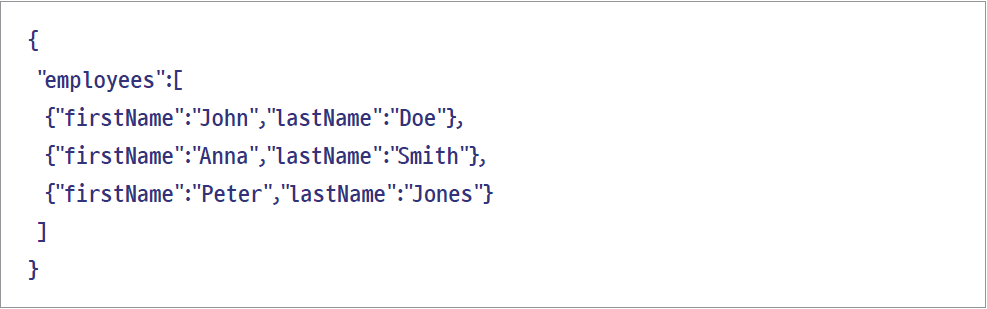 {
"employees":[
{"firstName":"John","lastName":"Doe"},
{"firstName":"Anna","lastName":"Smith"},
{"firstName":"Peter","lastName":"Jones"}
]
}